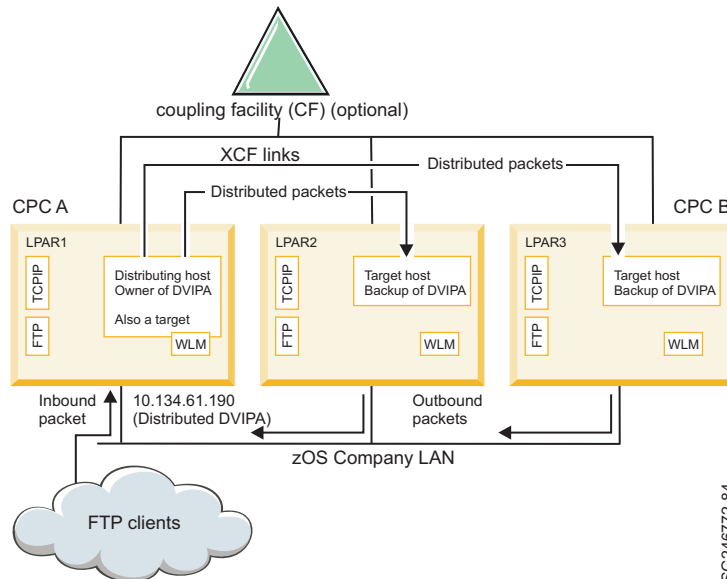 coupling facility (CF) (optional)
XCF links
Distributed packets
Distributed packets
CPC A
CPC B
LPAR1
TCPIP
FTP
Distributing host
Owner of DVIPA
Also a target
WLM
LPAR2
TCPIP
FTP
Target host
Backup of DVIPA
WLM
LPAR3
TCPIP
FTP
Target host
Backup of DVIPA
WLM
Inbound
packet
10.134.61.190
(Distributed DVIPA)
Outbound
packets
zOS Company LAN
FTP clients